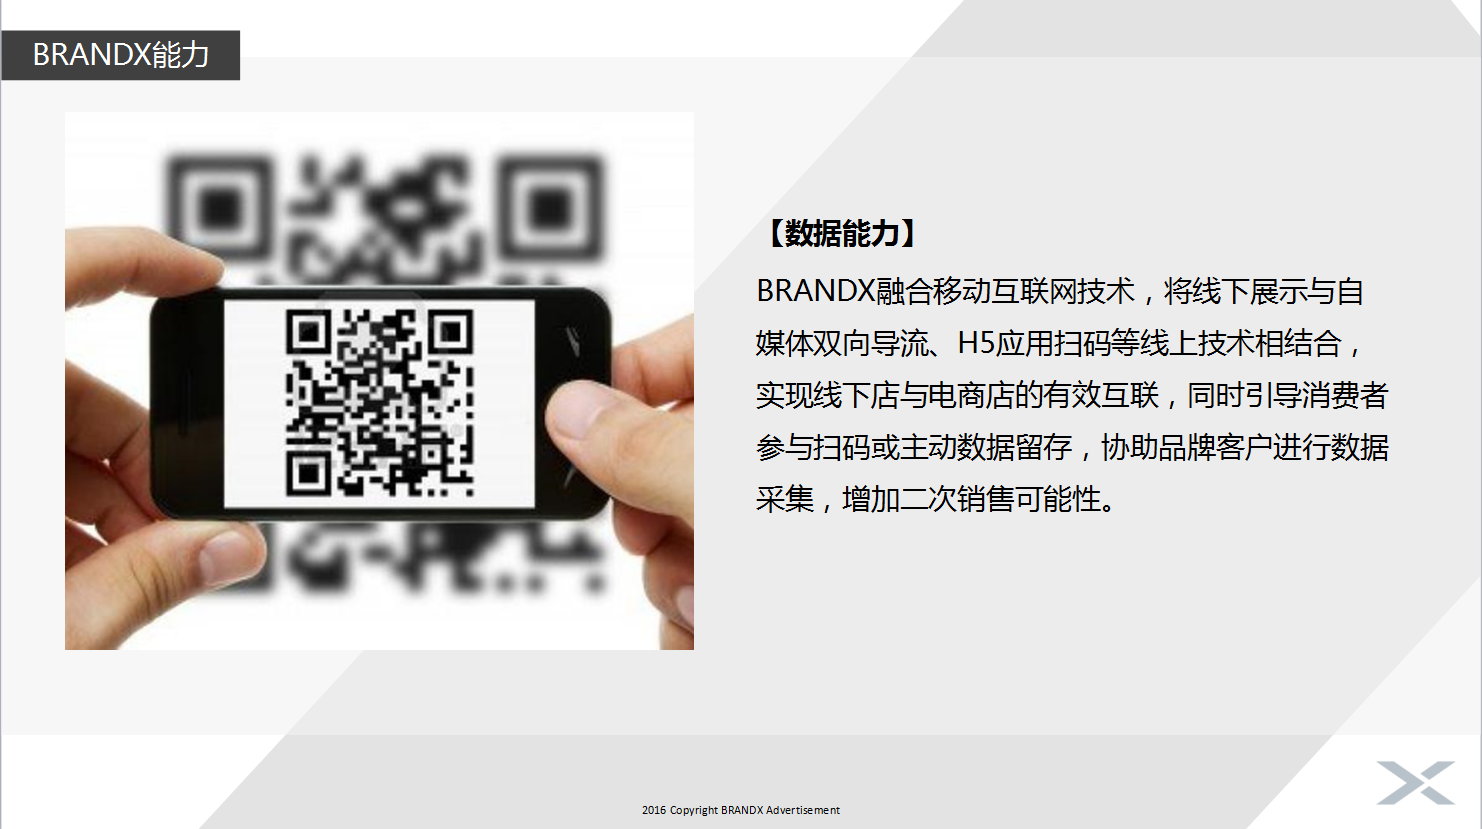 BRANDX能力
【数据能力】
BRANDX融合移动互联网技术，将线下展示与自
媒体双向导流、H5应用扫码等线上技术相结合，
实现线下店与电商店的有效互联，同时引导消费者
参与扫码或主动数据留存，协助品牌客户进行数据
采集，增加二次销售可能性。
2016 Copyright BRANDX Advertisement